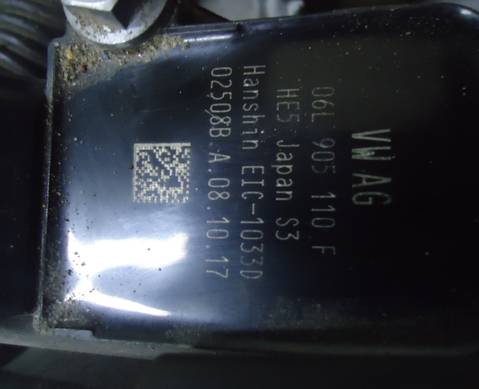 VW AG
06L 905 110 F
HE5 Japan S3
Hanshin EIC-1033D
02508B A.08.10.17